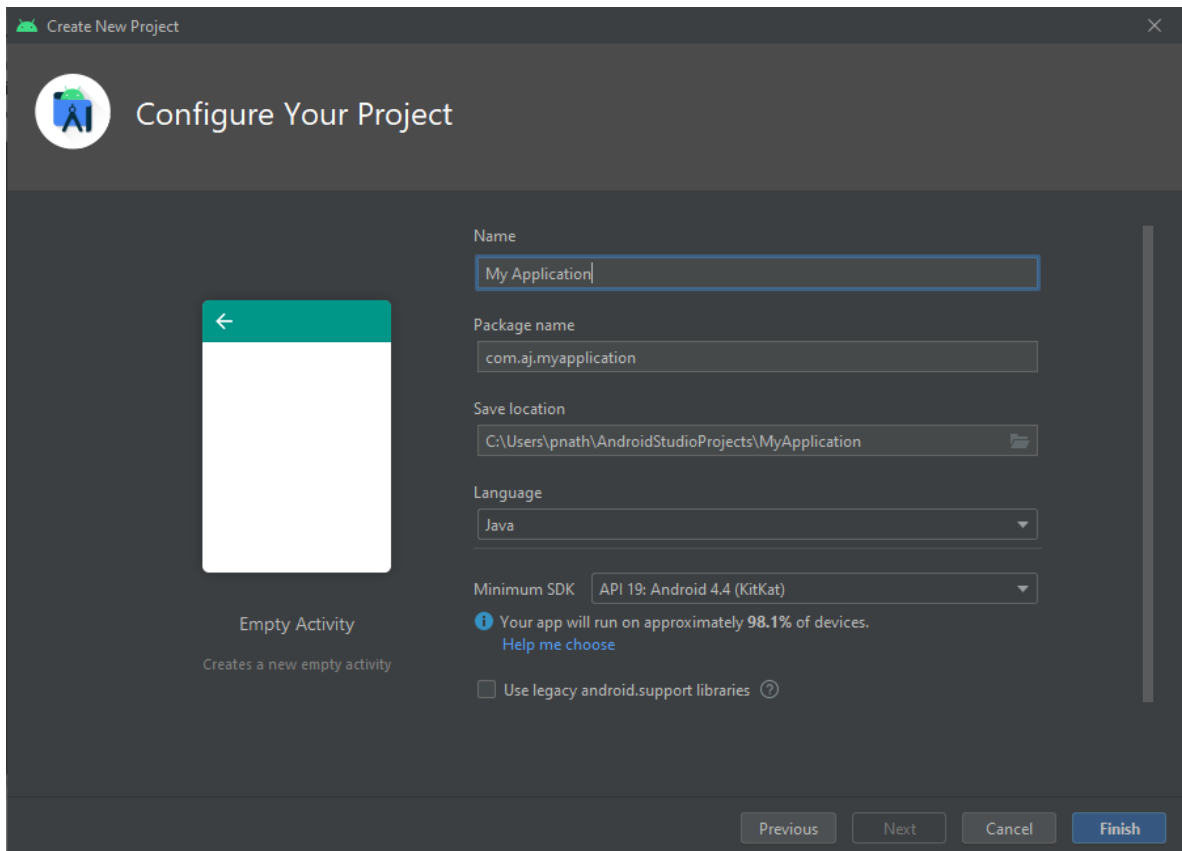 Create New Project
Configure Your Project
Name
My Application
Package name
com.aj.myapplication
Save location
C:\Users\pnath\AndroidStudioProjects\MyApplication
Language
Java
Minimum SDK API 19: Android 4.4 (KitKat)
Your app will run on approximately 98.1% of devices.
Help me choose
Use legacy android.support libraries ?
Empty Activity
Creates a new empty activity
Previous Next Cancel Finish